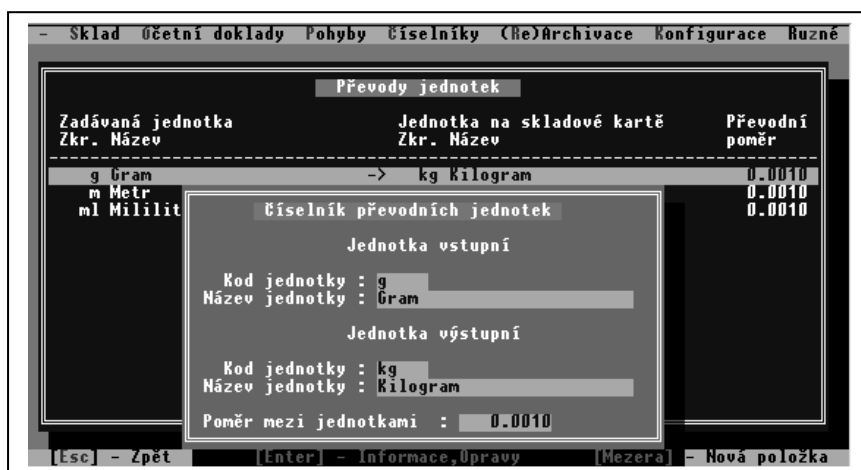 - Sklad Účetní doklady Pohyby Číselníky (Re)Archivace Konfigurace Ruzné
Převody jednotek
Zadávaná jednotka Jednotka na skladové kartě Převodní
Zkr. Název Zkr. Název poměr
g Gram -> kg Kilogram 0.0010
m Metr 0.0010
ml Mililit 0.0010
Číselník převodních jednotek
Jednotka vstupní
Kod jednotky : g
Název jednotky : Gram
Jednotka výstupní
Kod jednotky : kg
Název jednotky : Kilogram
Poměr mezi jednotkami : 0.0010
[Esc] - Zpět [Enter] - Informace,Opravy [Mezera] - Nová položka